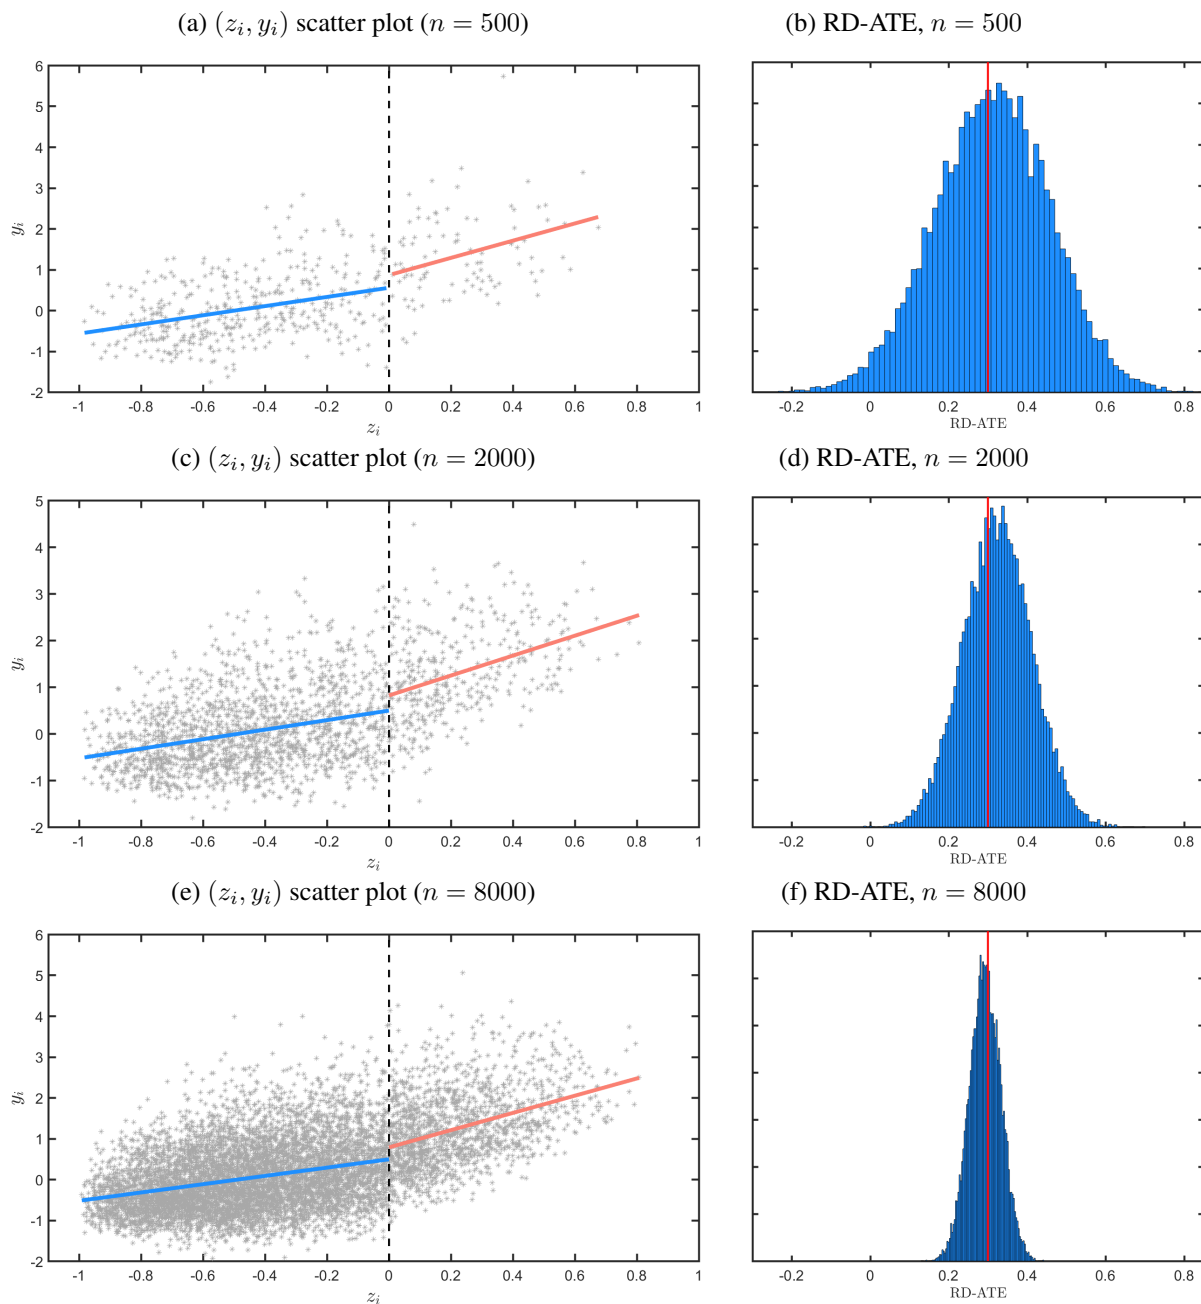 (a) (z_i, y_i) scatter plot (n = 500)
6
5
4
3
2
1
0
-1
-2
y_i
-1 -0.8 -0.6 -0.4 -0.2 0 0.2 0.4 0.6 0.8 1
z_i
(b) RD-ATE, n = 500
-0.2 0 0.2 0.4 0.6 0.8
RD-ATE
(c) (z_i, y_i) scatter plot (n = 2000)
5
4
3
2
1
0
-1
-2
y_i
-1 -0.8 -0.6 -0.4 -0.2 0 0.2 0.4 0.6 0.8 1
z_i
(d) RD-ATE, n = 2000
-0.2 0 0.2 0.4 0.6 0.8
RD-ATE
(e) (z_i, y_i) scatter plot (n = 8000)
6
5
4
3
2
1
0
-1
-2
y_i
-1 -0.8 -0.6 -0.4 -0.2 0 0.2 0.4 0.6 0.8 1
z_i
(f) RD-ATE, n = 8000
-0.2 0 0.2 0.4 0.6 0.8
RD-ATE